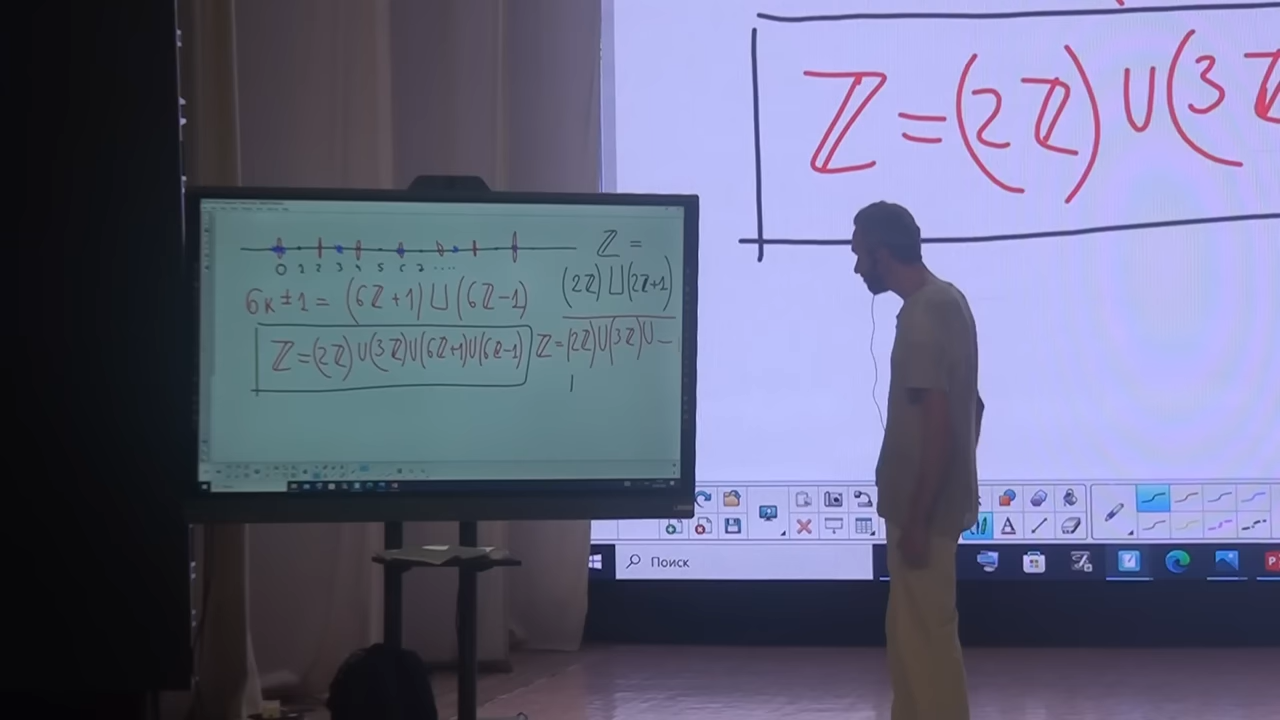 0 1 2 3 4 5 6 7 ....
6k ± 1 = (6ℤ+1) ⊔ (6ℤ-1)
ℤ = (2ℤ) ∪ (3ℤ) ∪ (6ℤ+1) ∪ (6ℤ-1)
ℤ =
(2ℤ) ⊔ (2ℤ+1)
ℤ = (2ℤ) ∪ (3ℤ) ∪ —
ℤ = (2ℤ) ∪ (3ℤ
Поиск